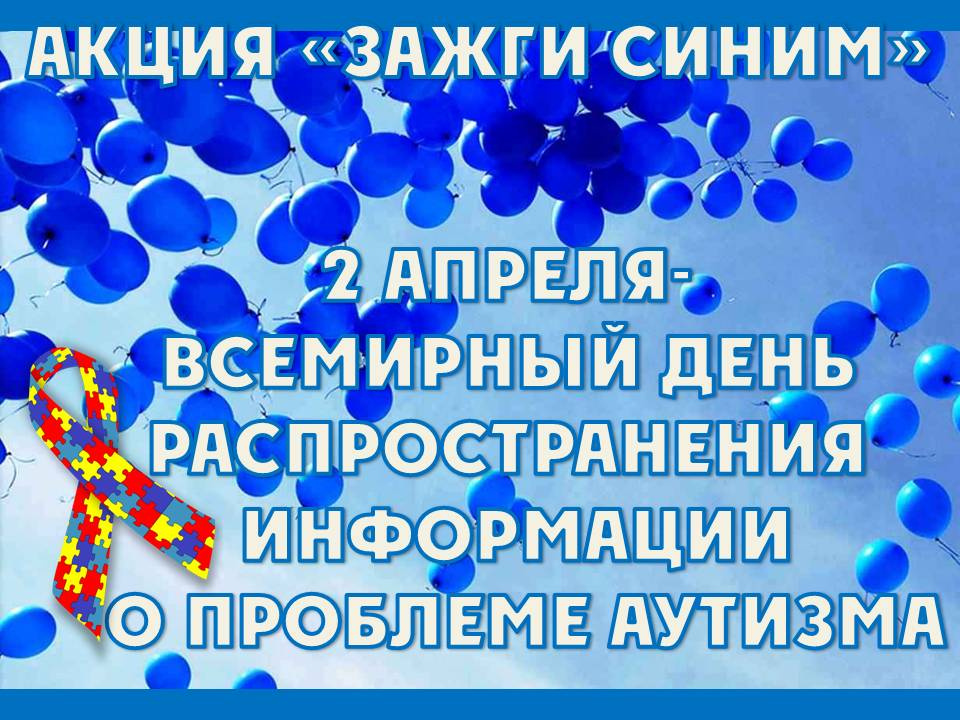 АКЦИЯ «ЗАЖГИ СИНИМ»
2 АПРЕЛЯ-
ВСЕМИРНЫЙ ДЕНЬ
РАСПРОСТРАНЕНИЯ
ИНФОРМАЦИИ
О ПРОБЛЕМЕ АУТИЗМА